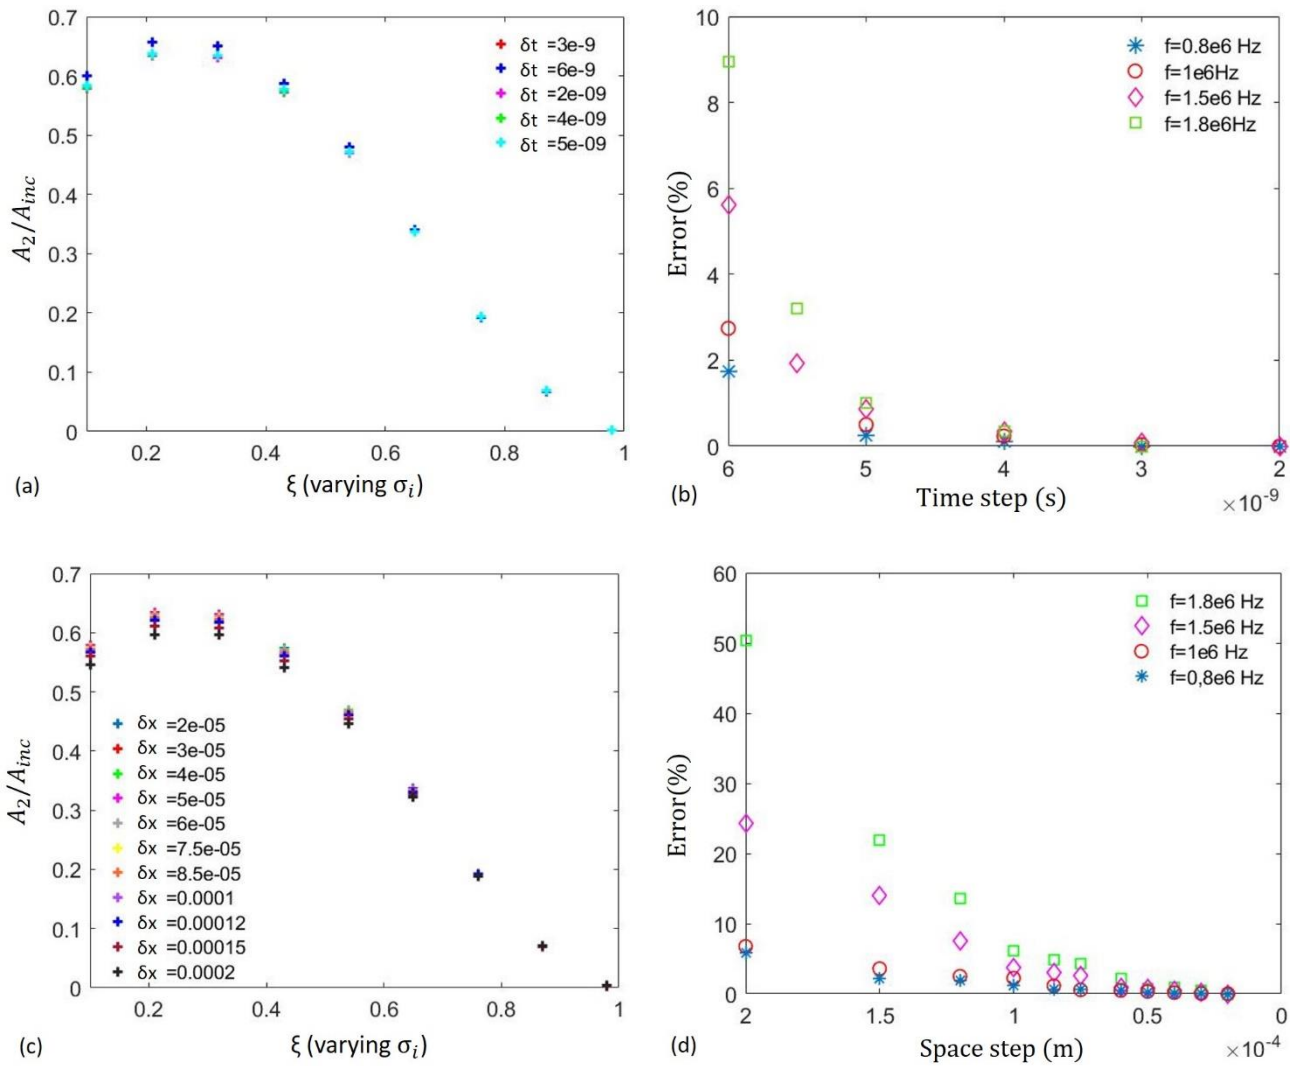 0.7
0.6
0.5
0.4
0.3
0.2
0.1
0
A₂/A_inc
δt =3e-9
δt =6e-9
δt =2e-09
δt =4e-09
δt =5e-09
0.2 0.4 0.6 0.8 1
(a)
ξ (varying σᵢ)
10
8
6
4
2
0
Error(%)
f=0.8e6 Hz
f=1e6Hz
f=1.5e6 Hz
f=1.8e6Hz
6 5 4 3 2
(b)
Time step (s)
×10⁻⁹
0.7
0.6
0.5
0.4
0.3
0.2
0.1
0
A₂/A_inc
δx =2e-05
δx =3e-05
δx =4e-05
δx =5e-05
δx =6e-05
δx =7.5e-05
δx =8.5e-05
δx =0.0001
δx =0.00012
δx =0.00015
δx =0.0002
0.2 0.4 0.6 0.8 1
(c)
ξ (varying σᵢ)
60
50
40
30
20
10
0
Error(%)
f=1.8e6 Hz
f=1.5e6 Hz
f=1e6 Hz
f=0,8e6 Hz
2 1.5 1 0.5 0
(d)
Space step (m)
×10⁻⁴